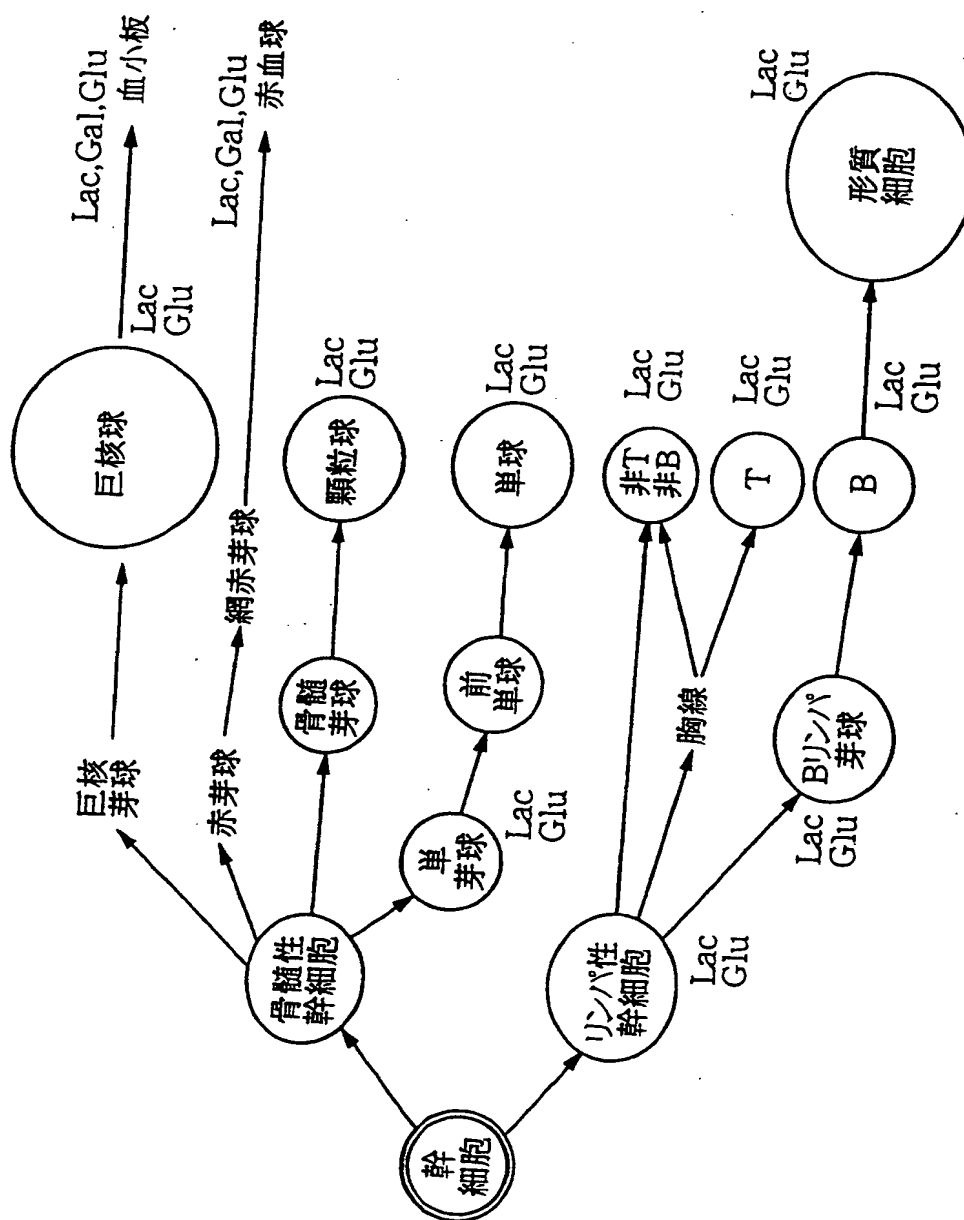 Lac,Gal,Glu
血小板
Lac,Gal,Glu
赤血球
巨核球
Lac
Glu
巨核
芽球
赤芽球
網赤芽球
骨髄性
幹細胞
骨髄
芽球
顆粒球
Lac
Glu
単
芽球
Lac
Glu
前
単球
単球
Lac
Glu
幹
細胞
リンパ性
幹細胞
Lac
Glu
胸線
非T
非B
Lac
Glu
T
Lac
Glu
Bリンパ
芽球
Lac
Glu
B
Lac
Glu
形質
細胞
Lac
Glu